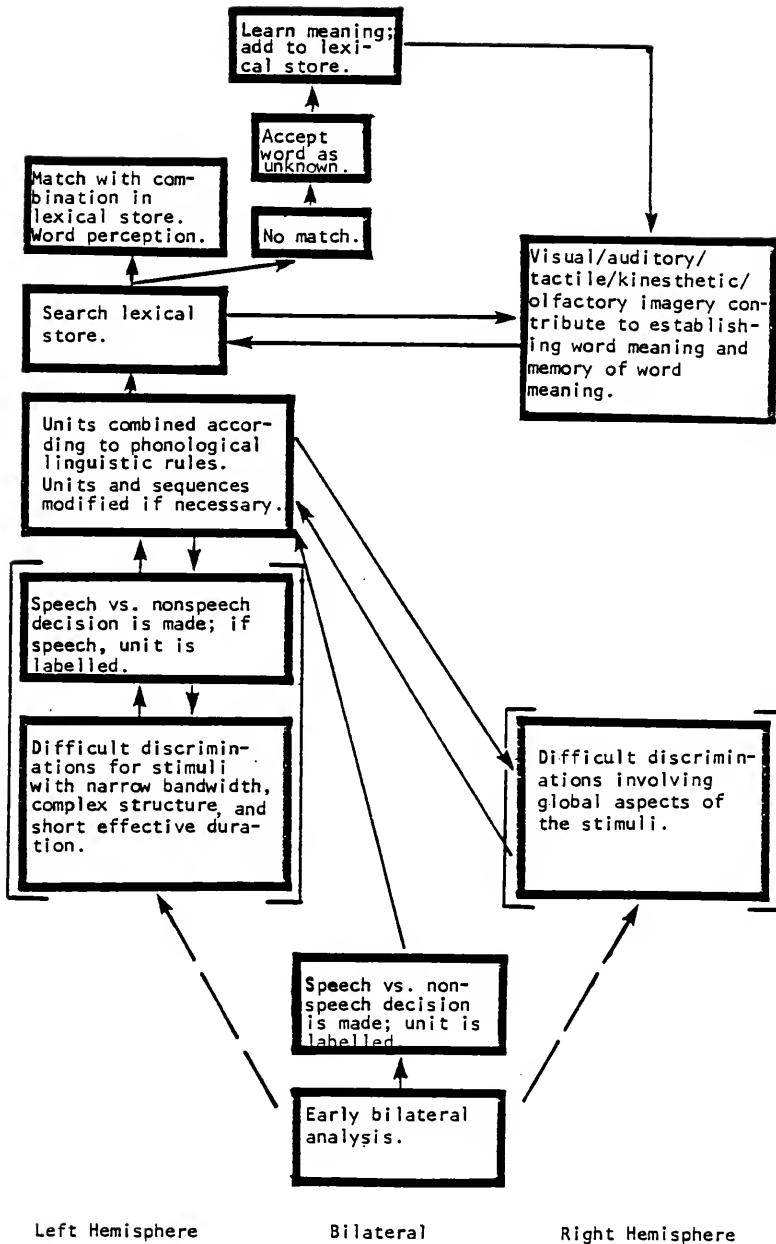 Learn meaning;
add to lexi-
cal store.
Accept
word as
unknown.
Match with com-
bination in
lexical store.
Word perception.
No match.
Visual/auditory/
tactile/kinesthetic/
olfactory imagery con-
tribute to establish-
ing word meaning and
memory of word
meaning.
Search lexical
store.
Units combined accor-
ding to phonological
linguistic rules.
Units and sequences
modified if necessary.
Speech vs. nonspeech
decision is made; if
speech, unit is
labelled.
Difficult discrimin-
ations for stimuli
with narrow bandwidth,
complex structure, and
short effective dura-
tion.
Difficult discrimin-
ations involving
global aspects of
the stimuli.
Speech vs. non-
speech decision
is made; unit is
labelled.
Early bilateral
analysis.
Left Hemisphere
Bilateral
Right Hemisphere